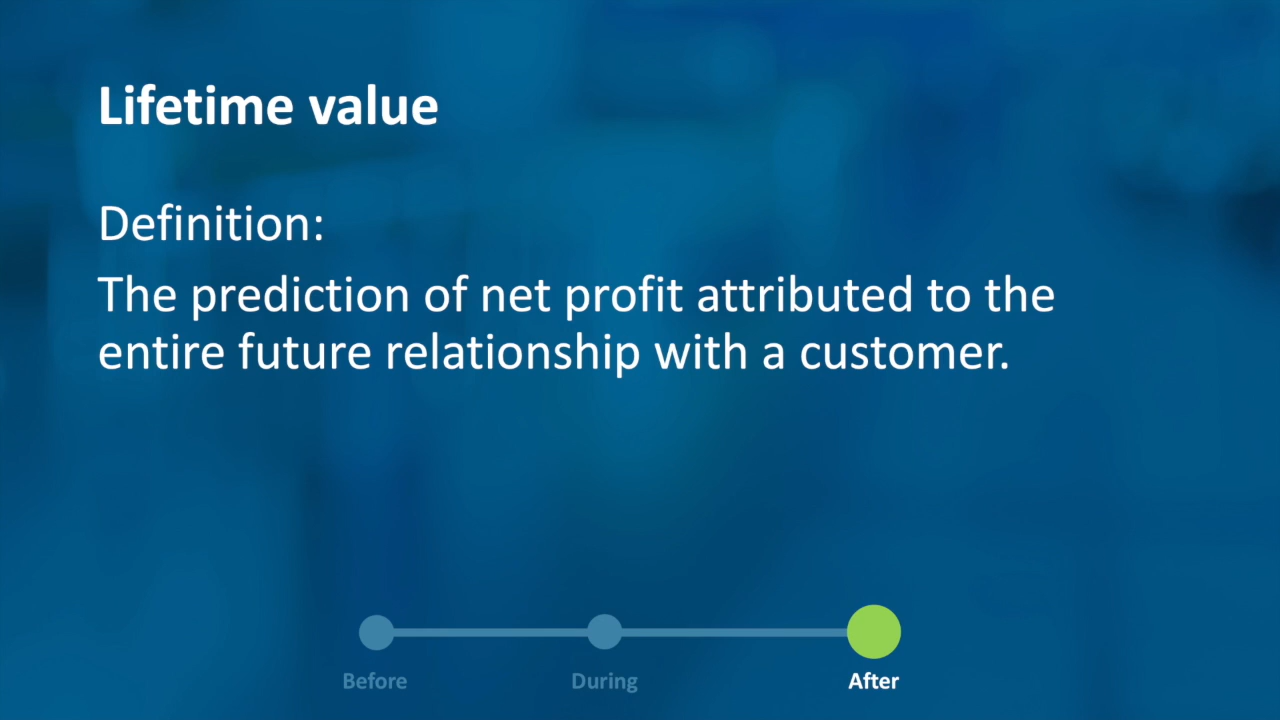 Lifetime value
Definition:
The prediction of net profit attributed to the
entire future relationship with a customer.
Before
During
After